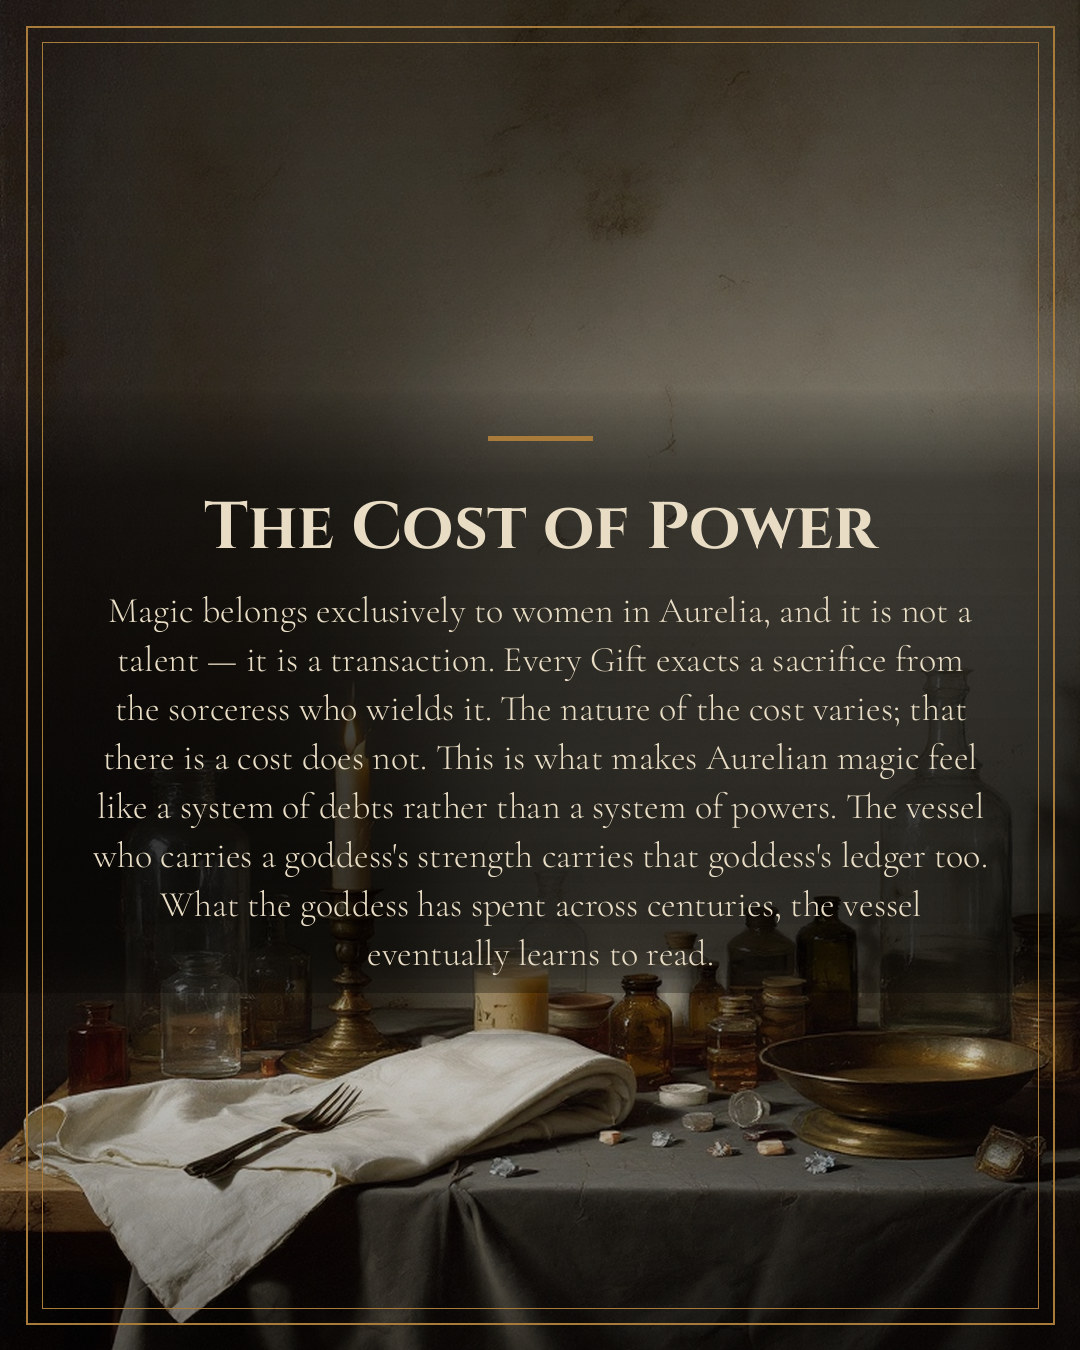 The Cost of Power
Magic belongs exclusively to women in Aurelia, and it is not a
talent — it is a transaction. Every Gift exacts a sacrifice from
the sorceress who wields it. The nature of the cost varies; that
there is a cost does not. This is what makes Aurelian magic feel
like a system of debts rather than a system of powers. The vessel
who carries a goddess's strength carries that goddess's ledger too.
What the goddess has spent across centuries, the vessel
eventually learns to read.